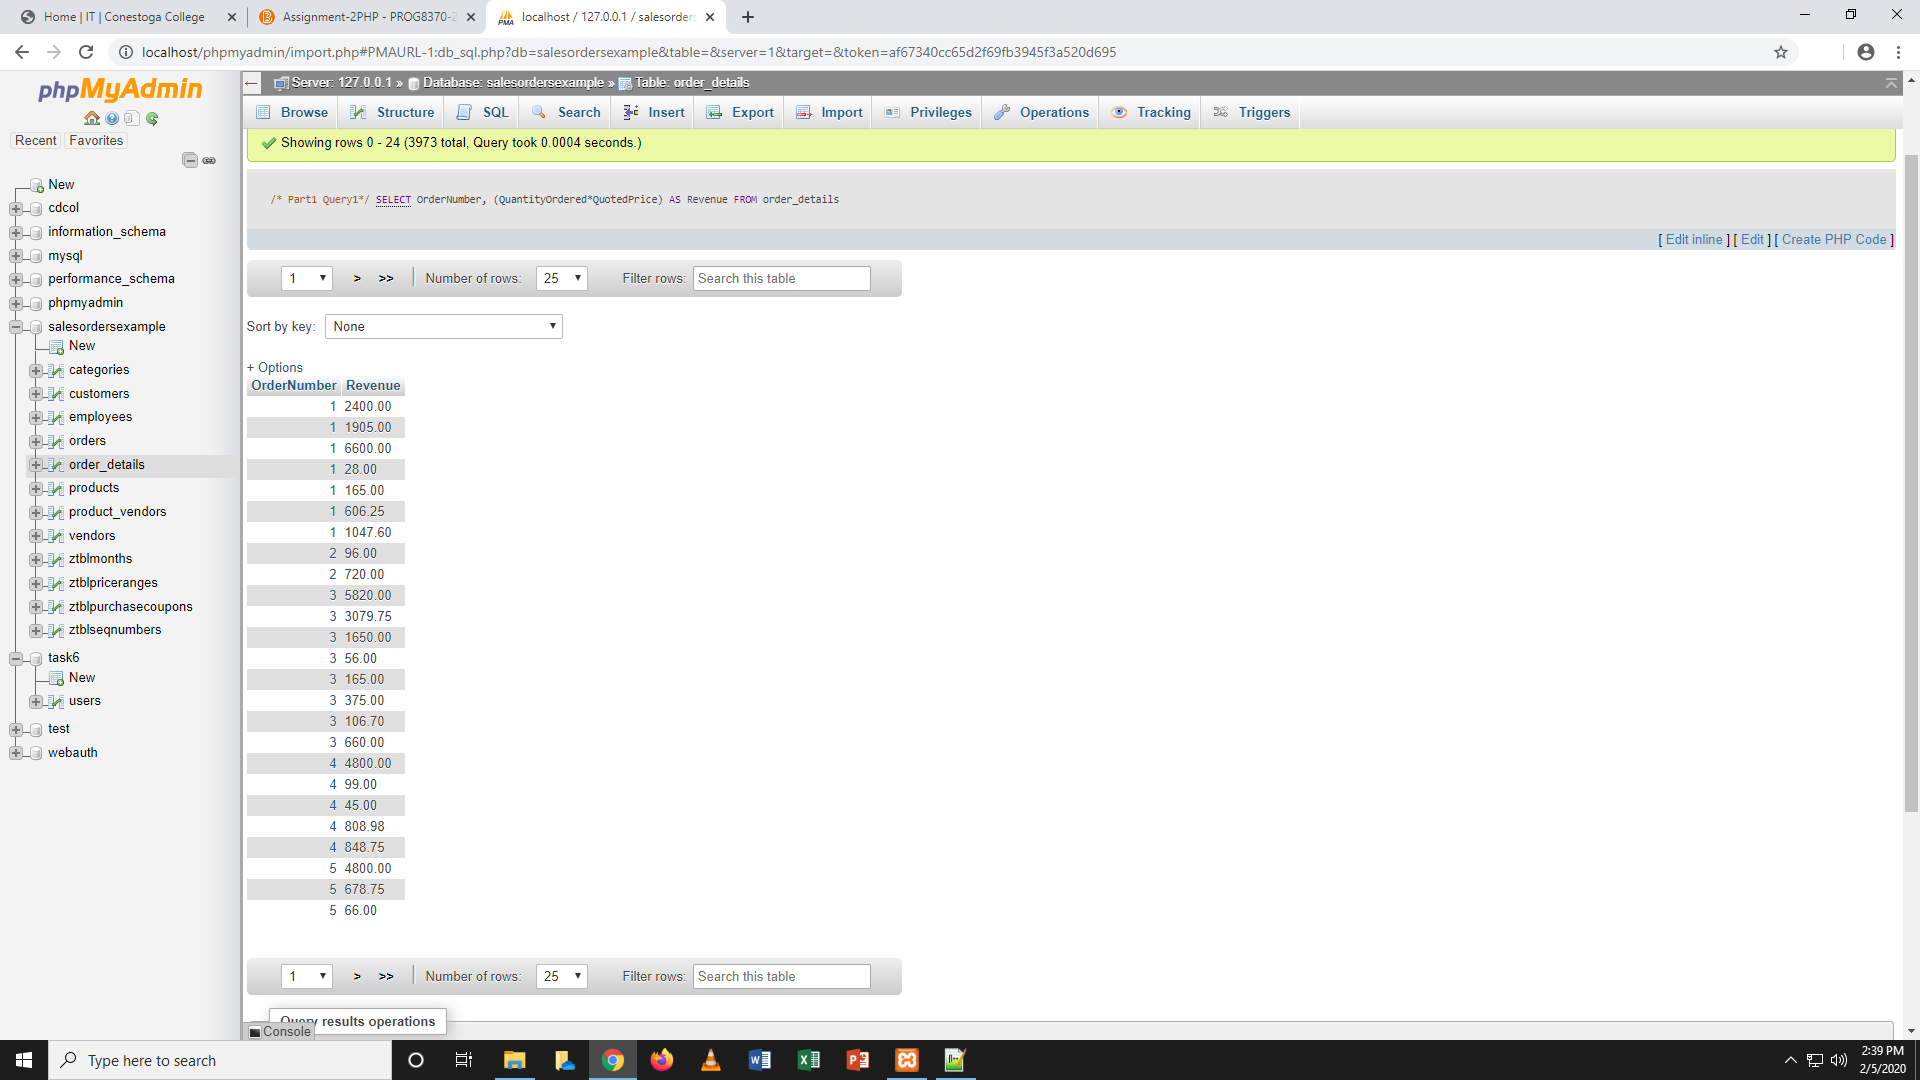 Home | IT | Conestoga College
Assignment-2PHP - PROG8370-2
localhost / 127.0.0.1 / salesorders
localhost/phpmyadmin/import.php#PMAURL-1:db_sql.php?db=salesordersexample&table=&server=1&target=&token=af67340cc65d2f69fb3945f3a520d695
phpMyAdmin
Recent Favorites
New
cdcol
information_schema
mysql
performance_schema
phpmyadmin
salesordersexample
New
categories
customers
employees
orders
order_details
products
product_vendors
vendors
ztblmonths
ztblpriceranges
ztblpurchasecoupons
ztblseqnumbers
task6
New
users
test
webauth
Server: 127.0.0.1 » Database: salesordersexample » Table: order_details
Browse Structure SQL Search Insert Export Import Privileges Operations Tracking Triggers
Showing rows 0 - 24 (3973 total, Query took 0.0004 seconds.)
/* Part1 Query1*/ SELECT OrderNumber, (QuantityOrdered*QuotedPrice) AS Revenue FROM order_details
[ Edit inline ] [ Edit ] [ Create PHP Code ]
1 > >> Number of rows: 25 Filter rows: Search this table
Sort by key: None
+ Options
OrderNumber Revenue
1 2400.00
1 1905.00
1 6600.00
1 28.00
1 165.00
1 606.25
1 1047.60
2 96.00
2 720.00
3 5820.00
3 3079.75
3 1650.00
3 56.00
3 165.00
3 375.00
3 106.70
3 660.00
4 4800.00
4 99.00
4 45.00
4 808.98
4 848.75
5 4800.00
5 678.75
5 66.00
1 > >> Number of rows: 25 Filter rows: Search this table
Query results operations
Console
Type here to search
2:39 PM
2/5/2020